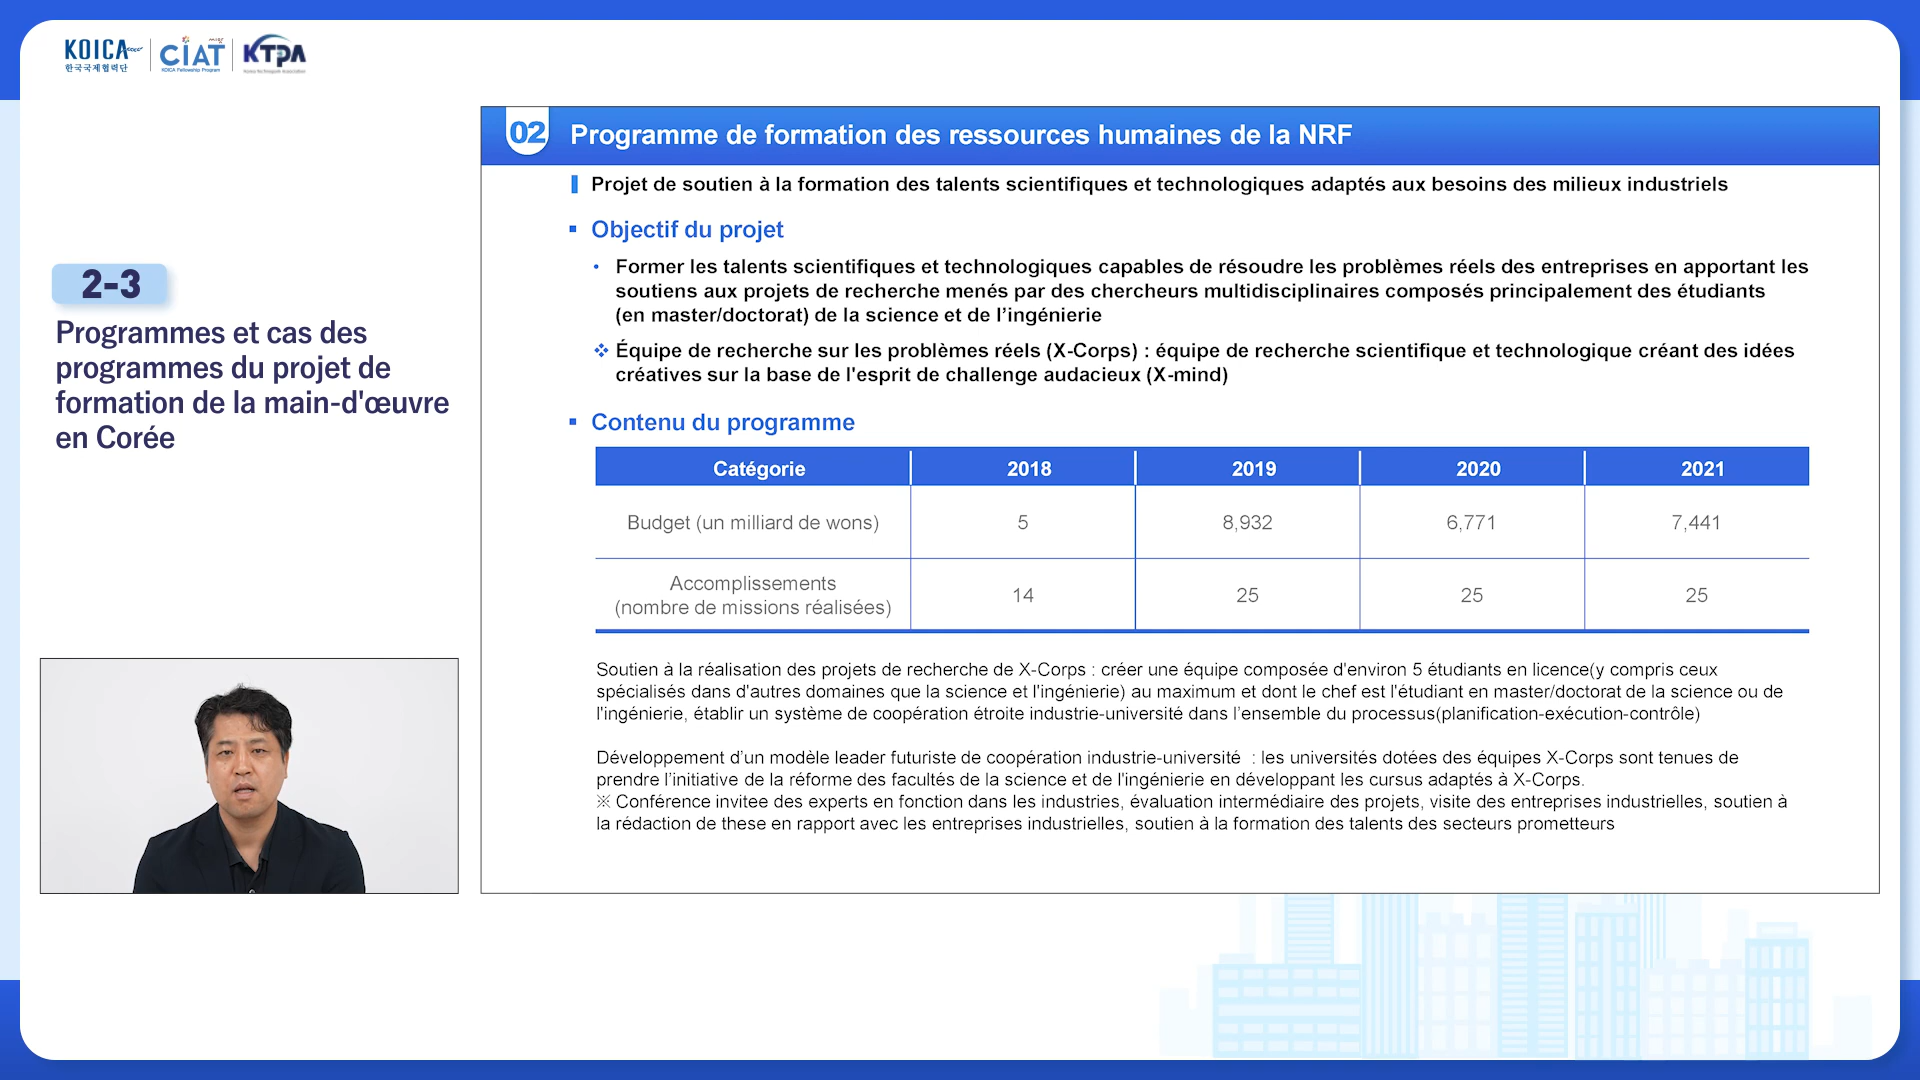 KOICA
한국국제협력단
CIAT
KOICA Fellowship Program
KTPA
2-3
Programmes et cas des
programmes du projet de
formation de la main-d'œuvre
en Corée
02
Programme de formation des ressources humaines de la NRF
Projet de soutien à la formation des talents scientifiques et technologiques adaptés aux besoins des milieux industriels
▪ Objectif du projet
• Former les talents scientifiques et technologiques capables de résoudre les problèmes réels des entreprises en apportant les
soutiens aux projets de recherche menés par des chercheurs multidisciplinaires composés principalement des étudiants
(en master/doctorat) de la science et de l’ingénierie
❖ Équipe de recherche sur les problèmes réels (X-Corps) : équipe de recherche scientifique et technologique créant des idées
créatives sur la base de l'esprit de challenge audacieux (X-mind)
▪ Contenu du programme
Catégorie 2018 2019 2020 2021
Budget (un milliard de wons) 5 8,932 6,771 7,441
Accomplissements
(nombre de missions réalisées) 14 25 25 25
Soutien à la réalisation des projets de recherche de X-Corps : créer une équipe composée d'environ 5 étudiants en licence(y compris ceux
spécialisés dans d'autres domaines que la science et l'ingénierie) au maximum et dont le chef est l'étudiant en master/doctorat de la science ou de
l'ingénierie, établir un système de coopération étroite industrie-université dans l’ensemble du processus(planification-exécution-contrôle)
Développement d’un modèle leader futuriste de coopération industrie-université  : les universités dotées des équipes X-Corps sont tenues de
prendre l’initiative de la réforme des facultés de la science et de l'ingénierie en développant les cursus adaptés à X-Corps.
※ Conférence invitee des experts en fonction dans les industries, évaluation intermédiaire des projets, visite des entreprises industrielles, soutien à
la rédaction de these en rapport avec les entreprises industrielles, soutien à la formation des talents des secteurs prometteurs